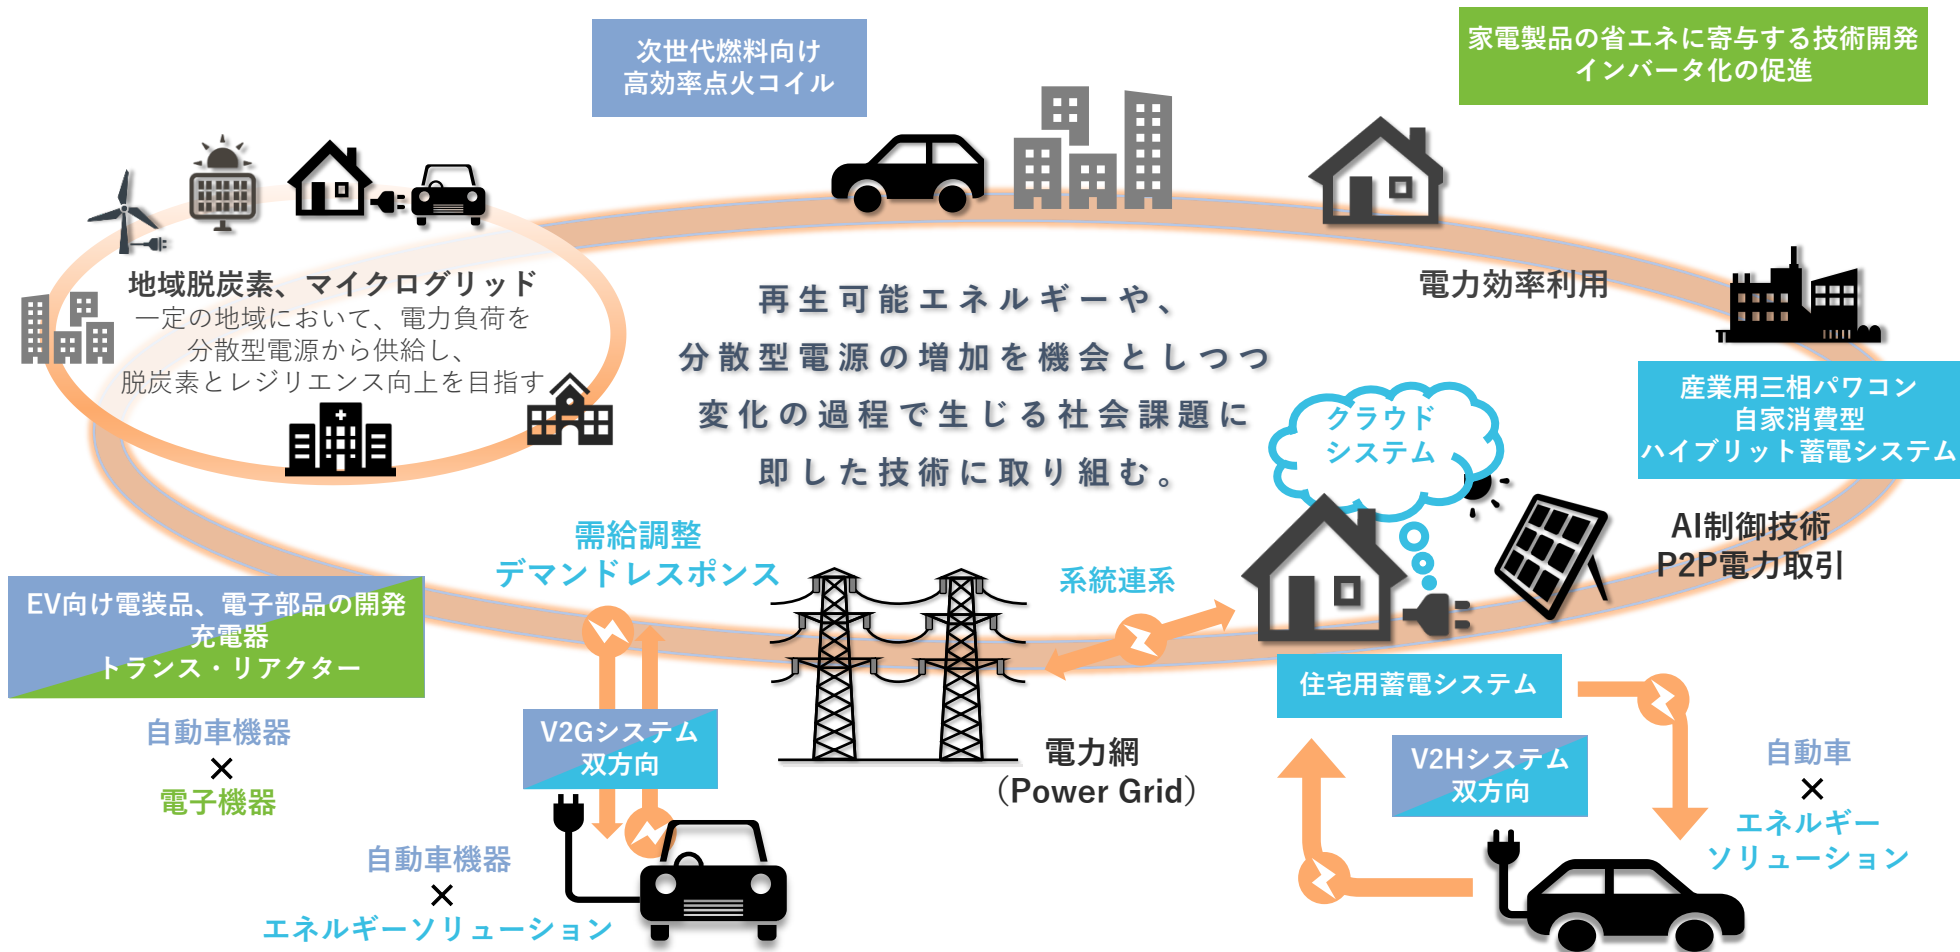 次世代燃料向け
高効率点火コイル
家電製品の省エネに寄与する技術開発
インバータ化の促進
地域脱炭素、マイクログリッド
一定の地域において、電力負荷を
分散型電源から供給し、
脱炭素とレジリエンス向上を目指す
再生可能エネルギーや、
分散型電源の増加を機会としつつ
変化の過程で生じる社会課題に
即した技術に取り組む。
電力効率利用
産業用三相パワコン
自家消費型
ハイブリット蓄電システム
クラウド
システム
AI制御技術
P2P電力取引
需給調整
デマンドレスポンス
系統連系
EV向け電装品、電子部品の開発
充電器
トランス・リアクター
自動車機器
×
電子機器
V2Gシステム
双方向
自動車機器
×
エネルギーソリューション
電力網
（Power Grid）
住宅用蓄電システム
V2Hシステム
双方向
自動車
×
エネルギー
ソリューション